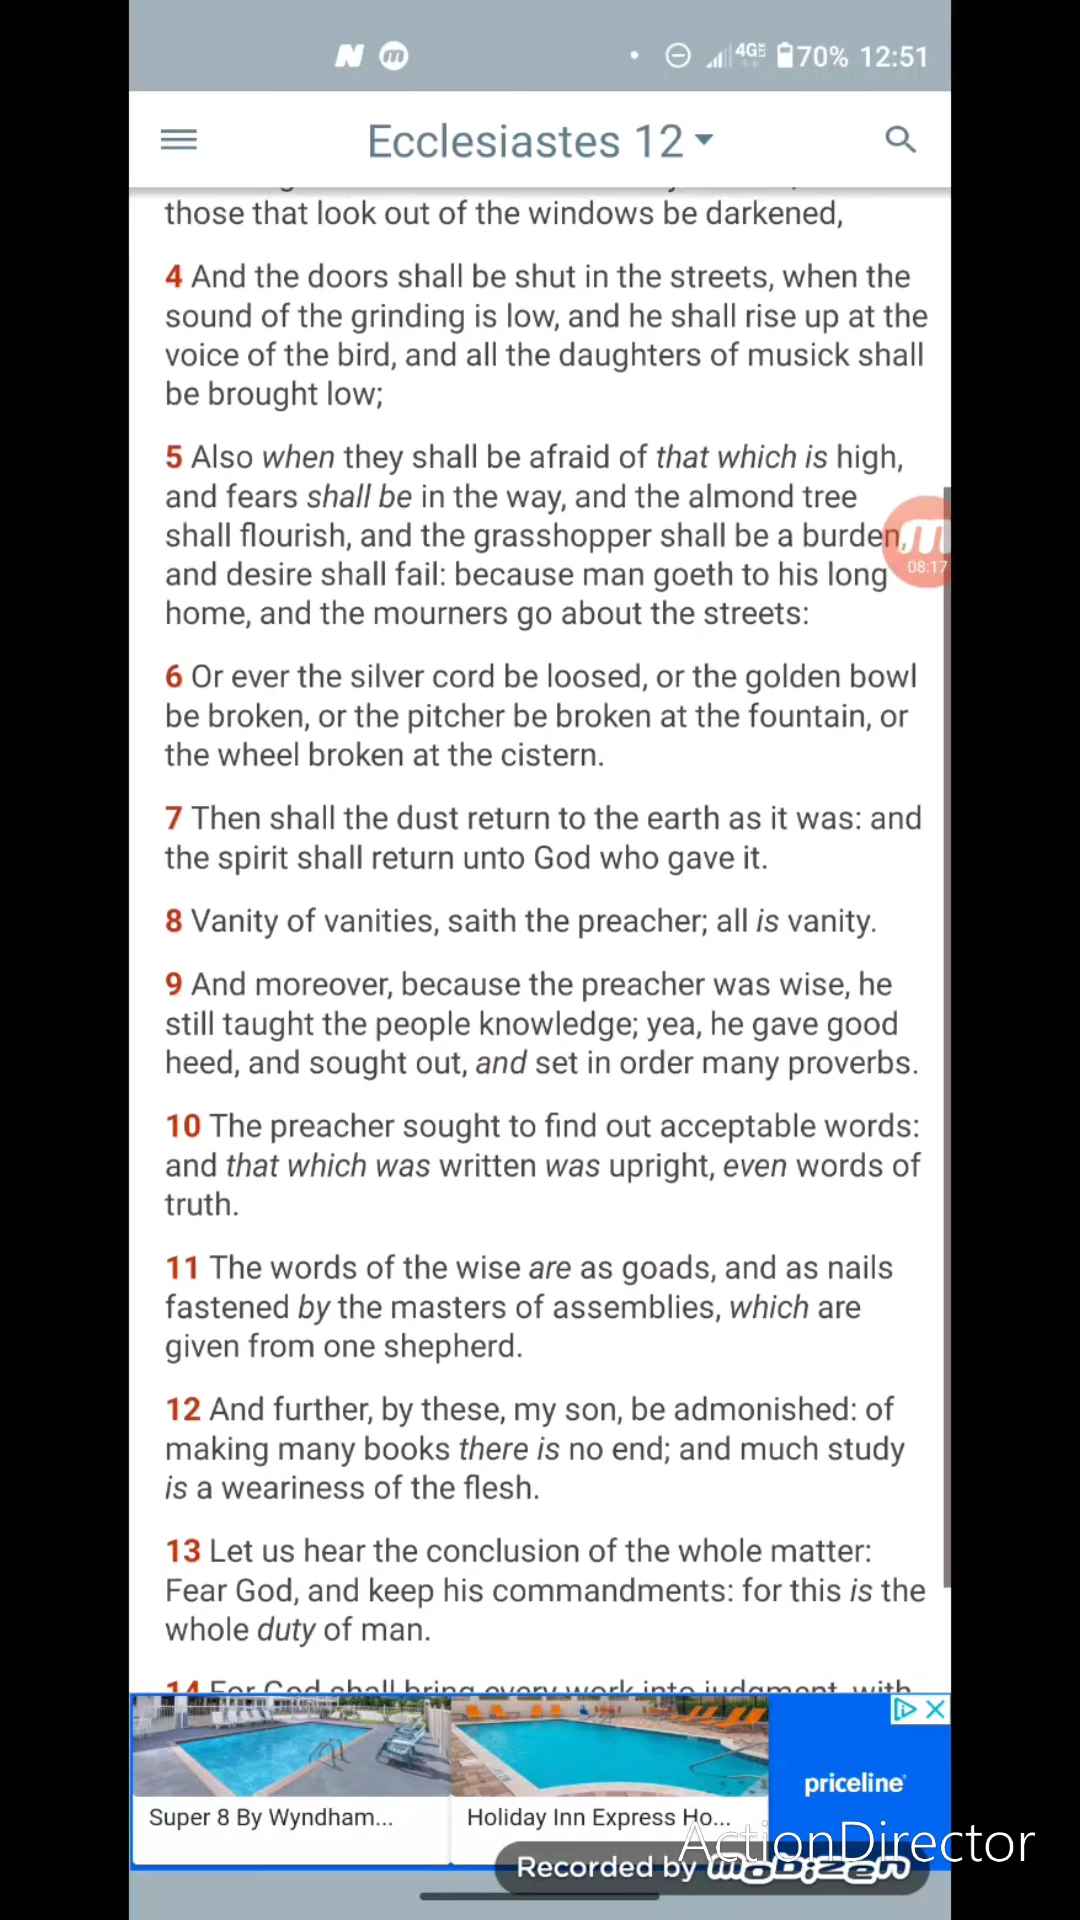 N m 4G LTE 70% 12:51
Ecclesiastes 12
those that look out of the windows be darkened,
4 And the doors shall be shut in the streets, when the
sound of the grinding is low, and he shall rise up at the
voice of the bird, and all the daughters of musick shall
be brought low;
5 Also when they shall be afraid of that which is high,
and fears shall be in the way, and the almond tree
shall flourish, and the grasshopper shall be a burden,
and desire shall fail: because man goeth to his long
home, and the mourners go about the streets:
m
08:17
6 Or ever the silver cord be loosed, or the golden bowl
be broken, or the pitcher be broken at the fountain, or
the wheel broken at the cistern.
7 Then shall the dust return to the earth as it was: and
the spirit shall return unto God who gave it.
8 Vanity of vanities, saith the preacher; all is vanity.
9 And moreover, because the preacher was wise, he
still taught the people knowledge; yea, he gave good
heed, and sought out, and set in order many proverbs.
10 The preacher sought to find out acceptable words:
and that which was written was upright, even words of
truth.
11 The words of the wise are as goads, and as nails
fastened by the masters of assemblies, which are
given from one shepherd.
12 And further, by these, my son, be admonished: of
making many books there is no end; and much study
is a weariness of the flesh.
13 Let us hear the conclusion of the whole matter:
Fear God, and keep his commandments: for this is the
whole duty of man.
14 For God shall bring every work into judgment, with
priceline
Super 8 By Wyndham...
Holiday Inn Express Ho...
ActionDirector
Recorded by mobizen